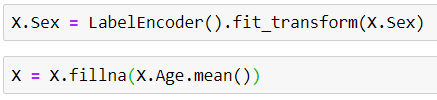 X.Sex = LabelEncoder().fit_transform(X.Sex)
X = X.fillna(X.Age.mean())